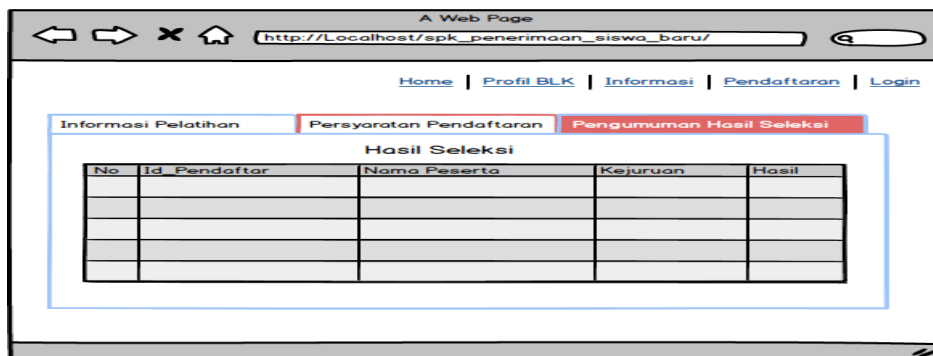 A Web Page
http://Localhost/spk_penerimaan_siswa_baru/
Home | Profil BLK | Informasi | Pendaftaran | Login
Informasi Pelatihan Persyaratan Pendaftaran Pengumuman Hasil Seleksi
Hasil Seleksi
No Id_Pendaftar Nama Peserta Kejuruan Hasil